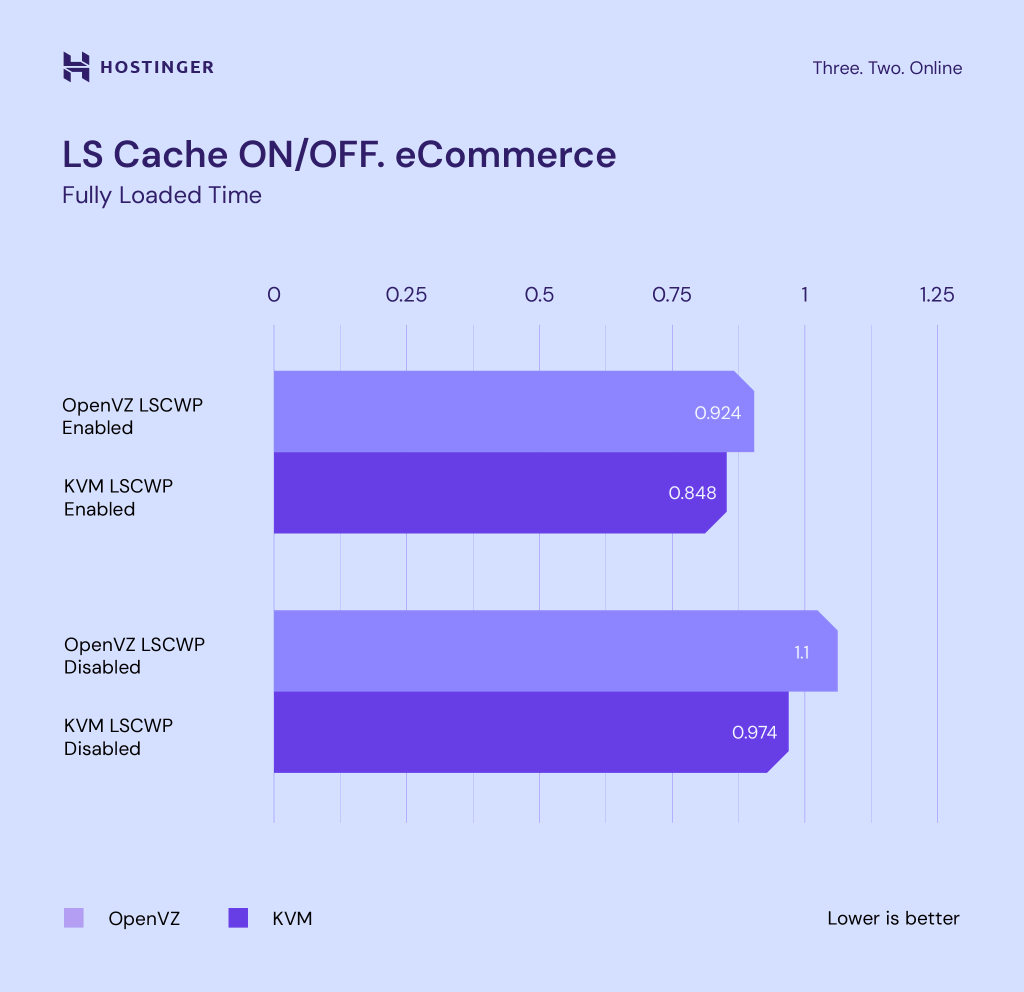 HOSTINGER
Three. Two. Online
LS Cache ON/OFF. eCommerce
Fully Loaded Time
0 0.25 0.5 0.75 1 1.25
OpenVZ LSCWP
Enabled
0.924
KVM LSCWP
Enabled
0.848
OpenVZ LSCWP
Disabled
1.1
KVM LSCWP
Disabled
0.974
OpenVZ
KVM
Lower is better